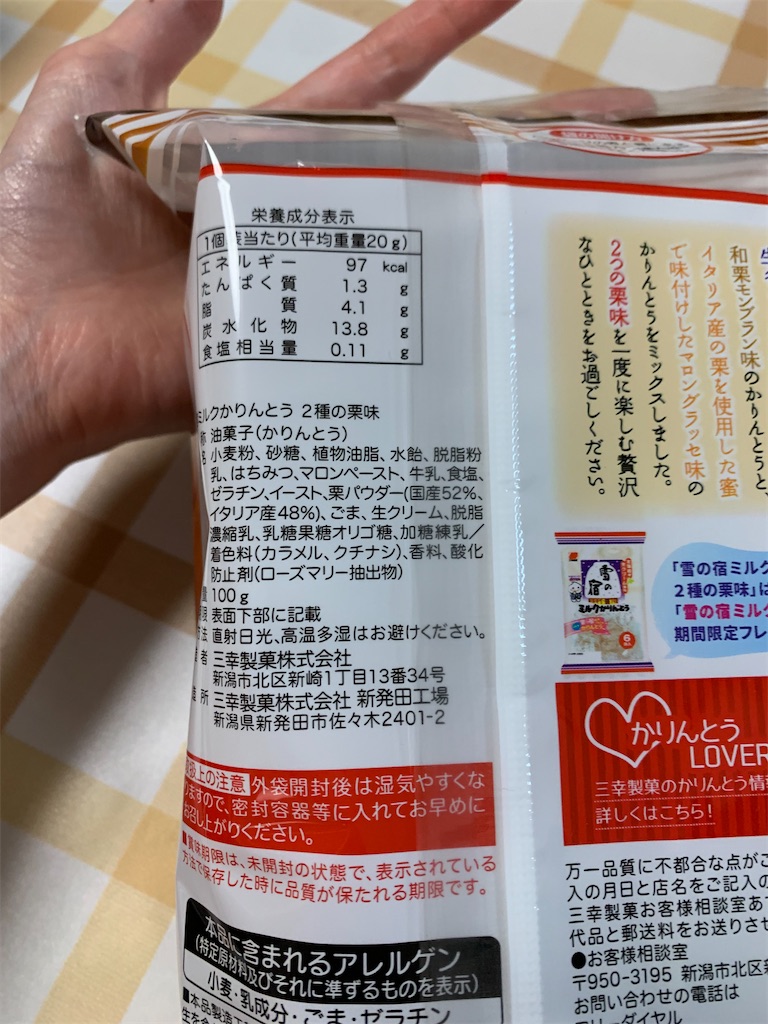 栄養成分表示
1個装当たり(平均重量20g)
エネルギー 97 kcal
たんぱく質 1.3 g
脂質 4.1 g
炭水化物 13.8 g
食塩相当量 0.11 g
ミルクかりんとう 2種の栗味
称 油菓子(かりんとう)
名 小麦粉、砂糖、植物油脂、水飴、脱脂粉
乳、はちみつ、マロンペースト、牛乳、食塩、
ゼラチン、イースト、栗パウダー(国産52%、
イタリア産48%)、ごま、生クリーム、脱脂
濃縮乳、乳糖果糖オリゴ糖、加糖練乳／
着色料(カラメル、クチナシ)、香料、酸化
防止剤(ローズマリー抽出物)
量 100g
限 表面下部に記載
法 直射日光、高温多湿はお避けください。
者 三幸製菓株式会社
新潟市北区新崎1丁目13番34号
所 三幸製菓株式会社 新発田工場
新潟県新発田市佐々木2401-2
扱上の注意 外袋開封後は湿気やすくな
りますので、密封容器等に入れてお早めに
お召し上がりください。
■賞味期限は、未開封の状態で、表示されている
方法で保存した時に品質が保たれる期限です。
本品に含まれるアレルゲン
(特定原材料及びそれに準ずるものを表示)
小麦・乳成分・ごま・ゼラチン
■本品製造工
和栗モンブラン味のかりんとうと、
イタリア産の栗を使用した蜜
で味付けしたマロングラッセ味の
かりんとうをミックスしました。
2つの栗味を一度に楽しむ贅沢
なひとときをお過ごしください。
雪の宿
ミルクかりんとう
6
「雪の宿ミルク
2種の栗味」は
「雪の宿ミルク
期間限定フレ
かりんとう
LOVER
三幸製菓のかりんとう情
詳しくはこちら!
万一品質に不都合な点がご
入の月日と店名をご記入の
三幸製菓お客様相談室あ
代品と郵送料をお送りさせ
●お客様相談室
〒950-3195 新潟市北区新
お問い合わせの電話は
フリーダイヤル